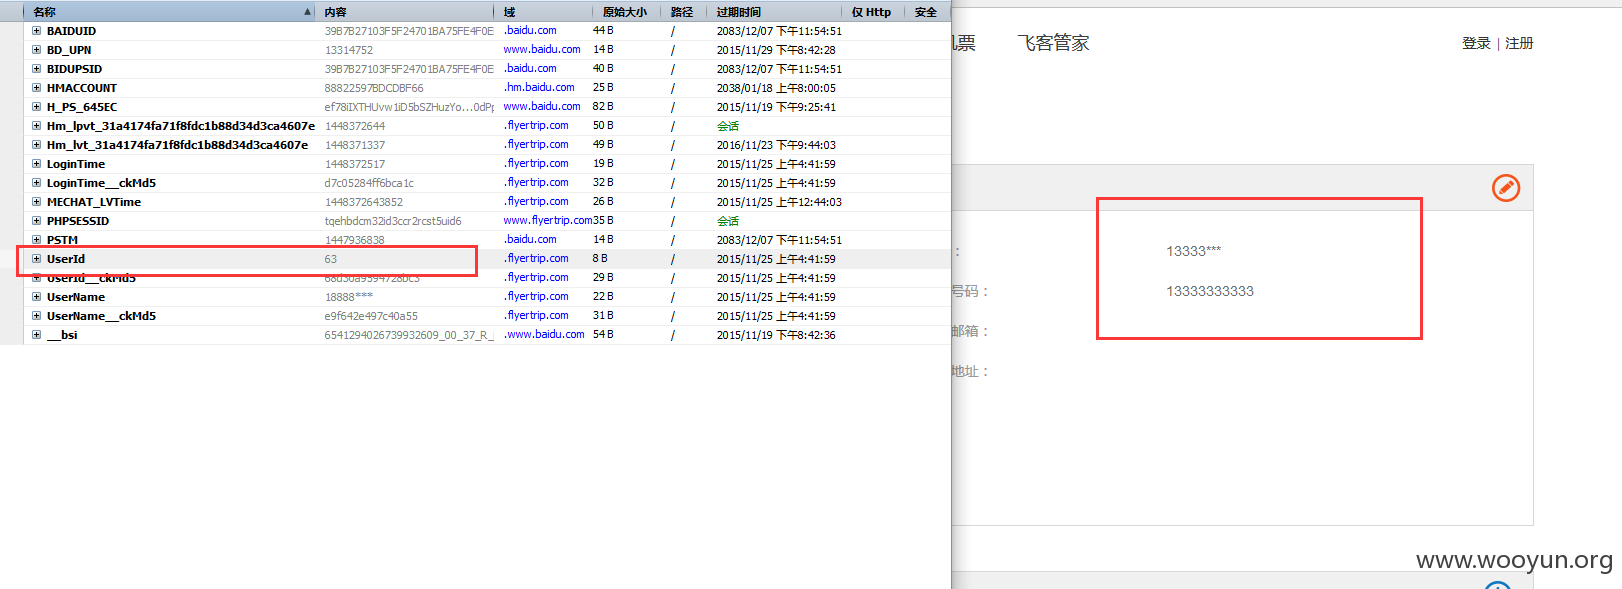 名称 内容 域 原始大小 路径 过期时间 仅 Http 安全
BAIDUID 39B7B27103F5F24701BA75FE4F0E .baidu.com 44 B / 2083/12/07 下午11:54:51
BD_UPN 13314752 www.baidu.com 14 B / 2015/11/29 下午8:42:28
BIDUPSID 39B7B27103F5F24701BA75FE4F0E .baidu.com 40 B / 2083/12/07 下午11:54:51
HMACCOUNT 88822597BDCDBF66 .hm.baidu.com 25 B / 2038/01/18 上午8:00:05
H_PS_645EC ef78iIXTHUvw1iD5bSZHuzYo...0dPp www.baidu.com 82 B / 2015/11/19 下午9:25:41
Hm_lpvt_31a4174fa71f8fdc1b88d34d3ca4607e 1448372644 .flyertrip.com 50 B / 会话
Hm_lvt_31a4174fa71f8fdc1b88d34d3ca4607e 1448371337 .flyertrip.com 49 B / 2016/11/23 下午9:44:03
LoginTime 1448372517 .flyertrip.com 19 B / 2015/11/25 上午4:41:59
LoginTime__ckMd5 d7c05284ff6bca1c .flyertrip.com 32 B / 2015/11/25 上午4:41:59
MECHAT_LVTime 1448372643852 .flyertrip.com 26 B / 2015/11/25 上午12:44:03
PHPSESSID tqehbdcm32id3ccr2rcst5uid6 www.flyertrip.com 35 B / 会话
PSTM 1447936838 .baidu.com 14 B / 2083/12/07 下午11:54:51
UserId 63 .flyertrip.com 8 B / 2015/11/25 上午4:41:59
UserId__ckMd5 68d30a9594728bc3 .flyertrip.com 29 B / 2015/11/25 上午4:41:59
UserName 18888*** .flyertrip.com 22 B / 2015/11/25 上午4:41:59
UserName__ckMd5 e9f642e497c40a55 .flyertrip.com 31 B / 2015/11/25 上午4:41:59
__bsi 6541294026739932609_00_37_R_ .www.baidu.com 54 B / 2015/11/19 下午8:42:36
票 飞客管家
登录 | 注册
: 13333***
号码： 13333333333
邮箱：
地址：
www.wooyun.org